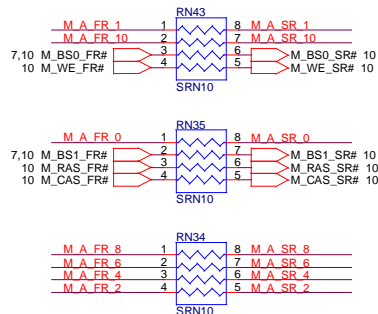 RN43
M_A_FR_1 1 8 M_A_SR_1
M_A_FR_10 2 7 M_A_SR_10
7,10 M_BS0_FR# 3 6 M_BS0_SR# 10
10 M_WE_FR# 4 5 M_WE_SR# 10
SRN10
RN35
M_A_FR_0 1 8 M_A_SR_0
7,10 M_BS1_FR# 2 7 M_BS1_SR# 10
10 M_RAS_FR# 3 6 M_RAS_SR# 10
10 M_CAS_FR# 4 5 M_CAS_SR# 10
SRN10
RN34
M_A_FR_8 1 8 M_A_SR_8
M_A_FR_6 2 7 M_A_SR_6
M_A_FR_4 3 6 M_A_SR_4
M_A_FR_2 4 5 M_A_SR_2
SRN10